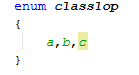 enum classlop
{
a,b,c
}